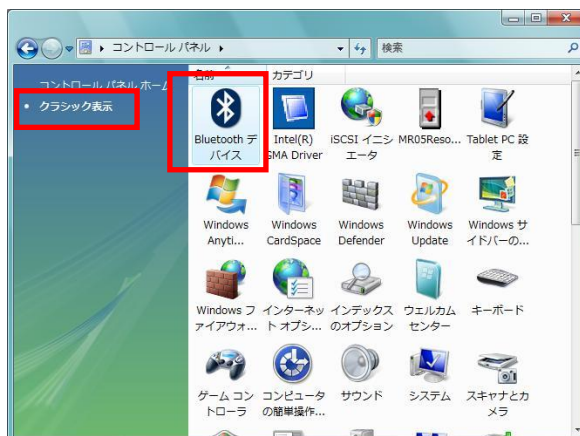 コントロール パネル
検索
コントロール パネル ホーム
クラシック表示
名前 カテゴリ
Bluetooth デ
バイス
Intel(R)
GMA Driver
iSCSI イニシ
エータ
MR05Reso...
Tablet PC 設
定
Windows
Anyti...
Windows
CardSpace
Windows
Defender
Windows
Update
Windows サ
イドバーの...
Windows フ
ァイアウォ...
インターネッ
ト オプシ...
インデックス
のオプション
ウェルカム
センター
キーボード
ゲーム コン
トローラ
コンピュータ
の簡単操作...
サウンド
システム
スキャナとカ
メラ